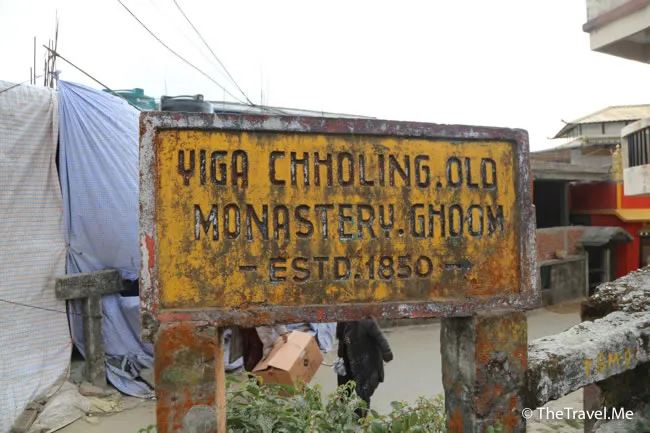 YIGA CHHOLING.OLD
MONASTERY.GHOOM
- ESTD.1850 →
T.S.M.D
©TheTravel.Me